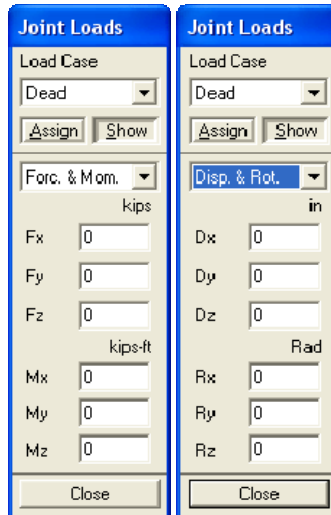 Joint Loads
Load Case
Dead
Assign Show
Forc. & Mom.
kips
Fx 0
Fy 0
Fz 0
kips-ft
Mx 0
My 0
Mz 0
Close
Joint Loads
Load Case
Dead
Assign Show
Disp. & Rot.
in
Dx 0
Dy 0
Dz 0
Rad
Rx 0
Ry 0
Rz 0
Close